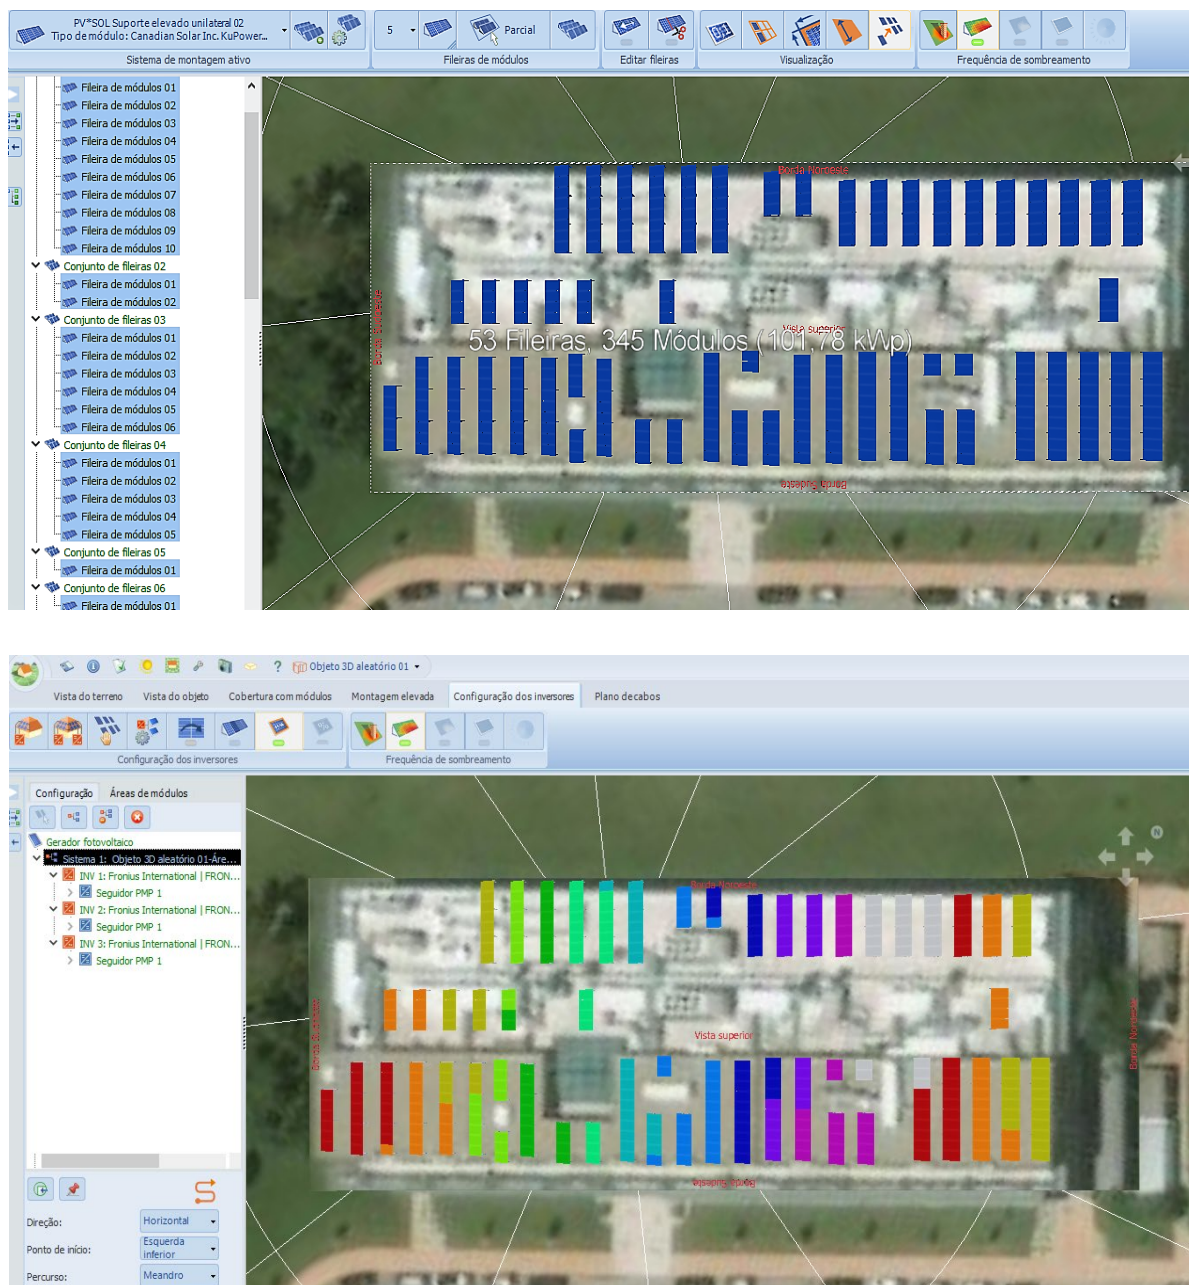 PV*SOL Suporte elevado unilateral 02
Tipo de módulo: Canadian Solar Inc. KuPower...
5
Parcial
Sistema de montagem ativo
Fileiras de módulos
Editar fileiras
Visualização
Frequência de sombreamento
Fileira de módulos 01
Fileira de módulos 02
Fileira de módulos 03
Fileira de módulos 04
Fileira de módulos 05
Fileira de módulos 06
Fileira de módulos 07
Fileira de módulos 08
Fileira de módulos 09
Fileira de módulos 10
Conjunto de fileiras 02
Fileira de módulos 01
Fileira de módulos 02
Conjunto de fileiras 03
Fileira de módulos 01
Fileira de módulos 02
Fileira de módulos 03
Fileira de módulos 04
Fileira de módulos 05
Fileira de módulos 06
Conjunto de fileiras 04
Fileira de módulos 01
Fileira de módulos 02
Fileira de módulos 03
Fileira de módulos 04
Fileira de módulos 05
Conjunto de fileiras 05
Fileira de módulos 01
Conjunto de fileiras 06
Fileira de módulos 01
Borda Noroeste
Vista superior
53 Fileiras, 345 Módulos (101,78 kWp)
Borda Sudeste
Objeto 3D aleatório 01
Vista do terreno
Vista do objeto
Cobertura com módulos
Montagem elevada
Configuração dos inversores
Plano de cabos
Configuração dos inversores
Frequência de sombreamento
Configuração
Áreas de módulos
Gerador fotovoltaico
Sistema 1: Objeto 3D aleatório 01-Áre...
INV 1: Fronius International | FRON...
Seguidor PMP 1
INV 2: Fronius International | FRON...
Seguidor PMP 1
INV 3: Fronius International | FRON...
Seguidor PMP 1
Direção:
Horizontal
Ponto de início:
Esquerda
inferior
Percurso:
Meandro
N
Borda Noroeste
Vista superior
Borda Sudeste